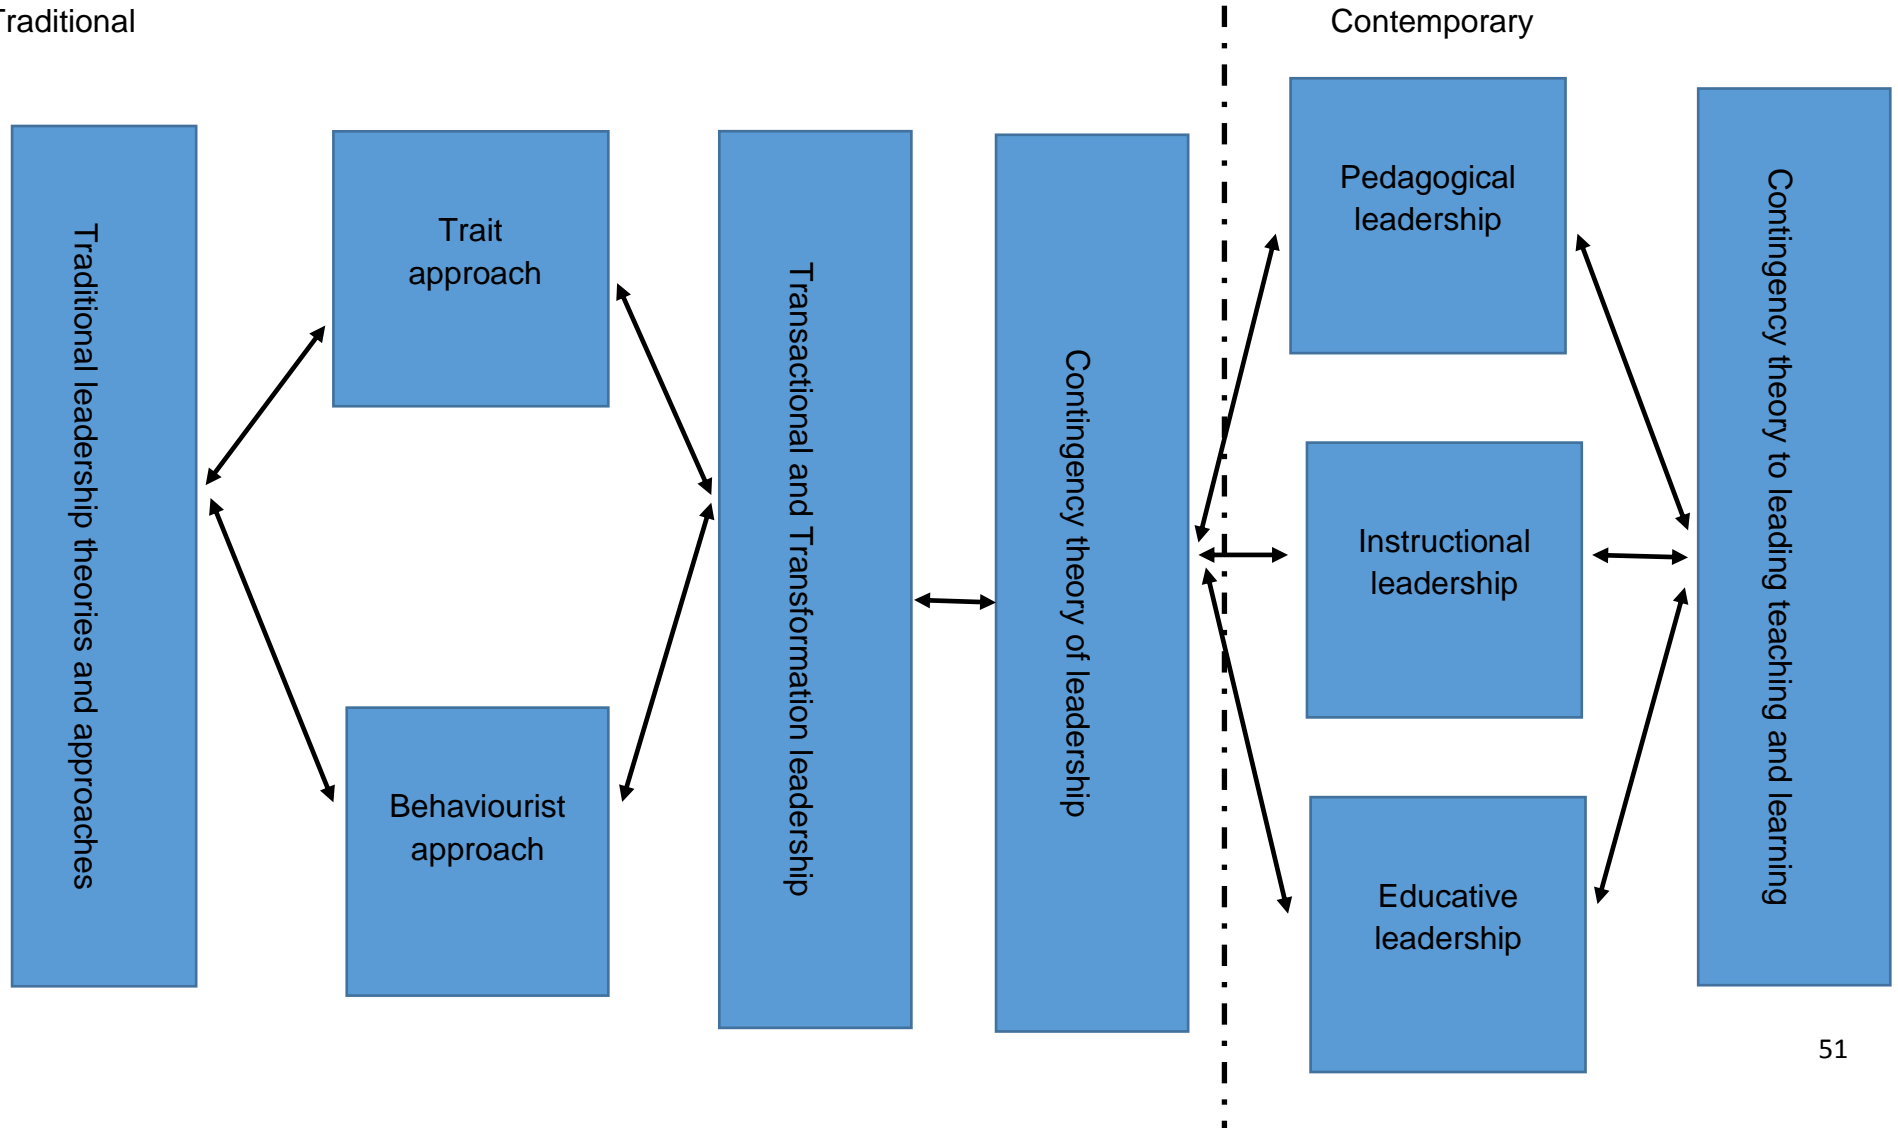 Traditional
Contemporary
Traditional leadership theories and approaches
Trait
approach
Behaviourist
approach
Transactional and Transformation leadership
Contingency theory of leadership
Pedagogical
leadership
Instructional
leadership
Educative
leadership
Contingency theory to leading teaching and learning
51